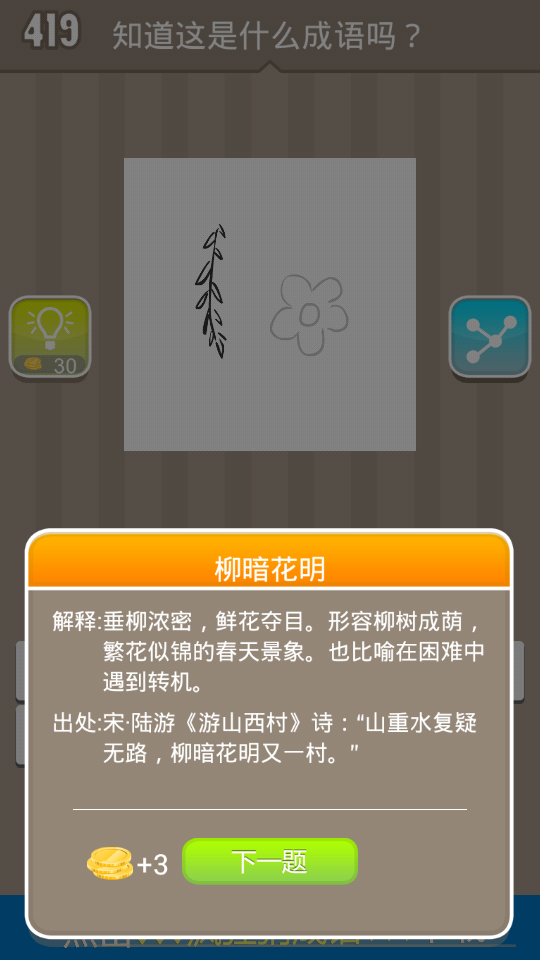 419 知道这是什么成语吗？
30
柳暗花明
解释:垂柳浓密，鲜花夺目。形容柳树成荫，
繁花似锦的春天景象。也比喻在困难中
遇到转机。
出处:宋·陆游《游山西村》诗：“山重水复疑
无路，柳暗花明又一村。”
+3 下一题